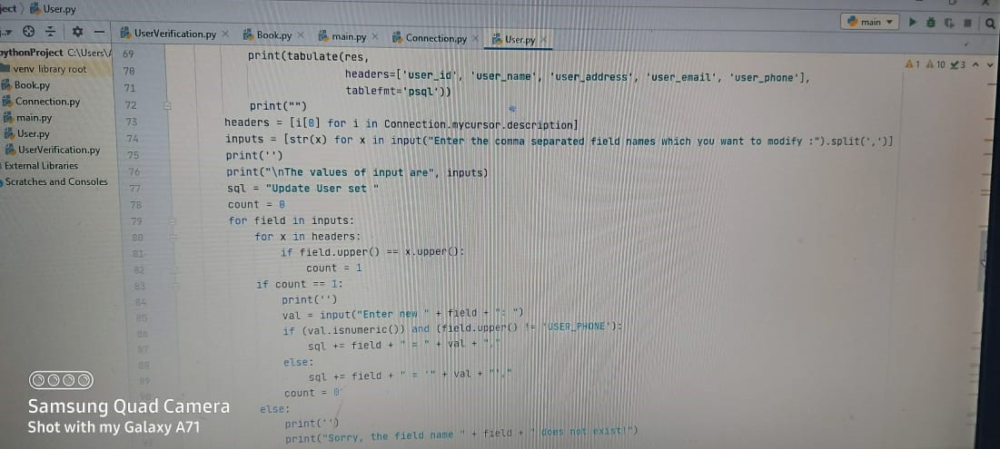 ject > User.py
main
UserVerification.py × Book.py × main.py × Connection.py × User.py ×
pythonProject C:\Users\
venv library root
Book.py
Connection.py
main.py
User.py
UserVerification.py
External Libraries
Scratches and Consoles
1 10 3
69 print(tabulate(res,
70 headers=['user_id', 'user_name', 'user_address', 'user_email', 'user_phone'],
71 tablefmt='psql'))
72 print("")
73 headers = [i[0] for i in Connection.mycursor.description]
74 inputs = [str(x) for x in input("Enter the comma separated field names which you want to modify :").split(',')]
75 print('')
76 print("\nThe values of input are", inputs)
77 sql = "Update User set "
78 count = 0
79 for field in inputs:
80 for x in headers:
81 if field.upper() == x.upper():
82 count = 1
83 if count == 1:
84 print('')
85 val = input("Enter new " + field + ": ")
86 if (val.isnumeric()) and (field.upper() != 'USER_PHONE'):
87 sql += field + " = " + val + ","
88 else:
89 sql += field + " = '" + val + "',"
count = 0
else:
print('')
print("Sorry, the field name " + field + " does not exist!")
Samsung Quad Camera
Shot with my Galaxy A71